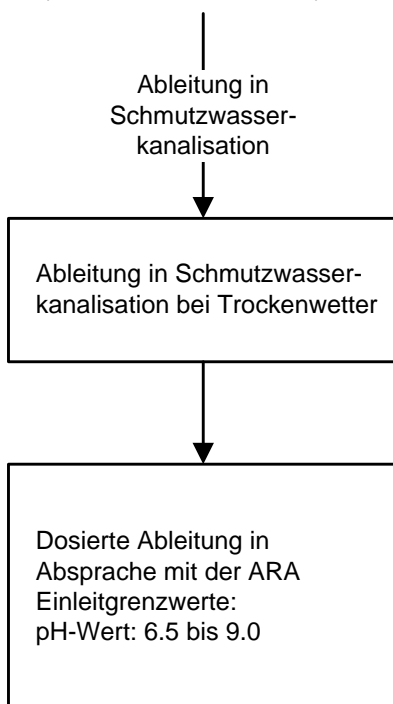 Ableitung in
Schmutzwasser-
kanalisation
Ableitung in Schmutzwasser-
kanalisation bei Trockenwetter
Dosierte Ableitung in
Absprache mit der ARA
Einleitgrenzwerte:
pH-Wert: 6.5 bis 9.0